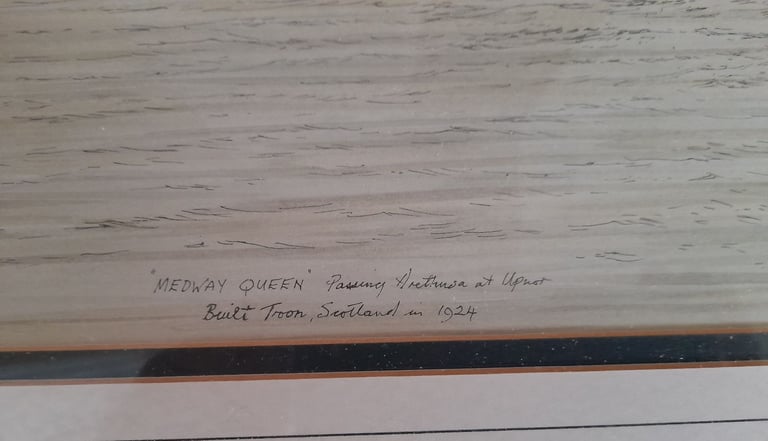 "MEDWAY QUEEN" Passing Arethusa at Upnor
Built Troon, Scotland in 1924